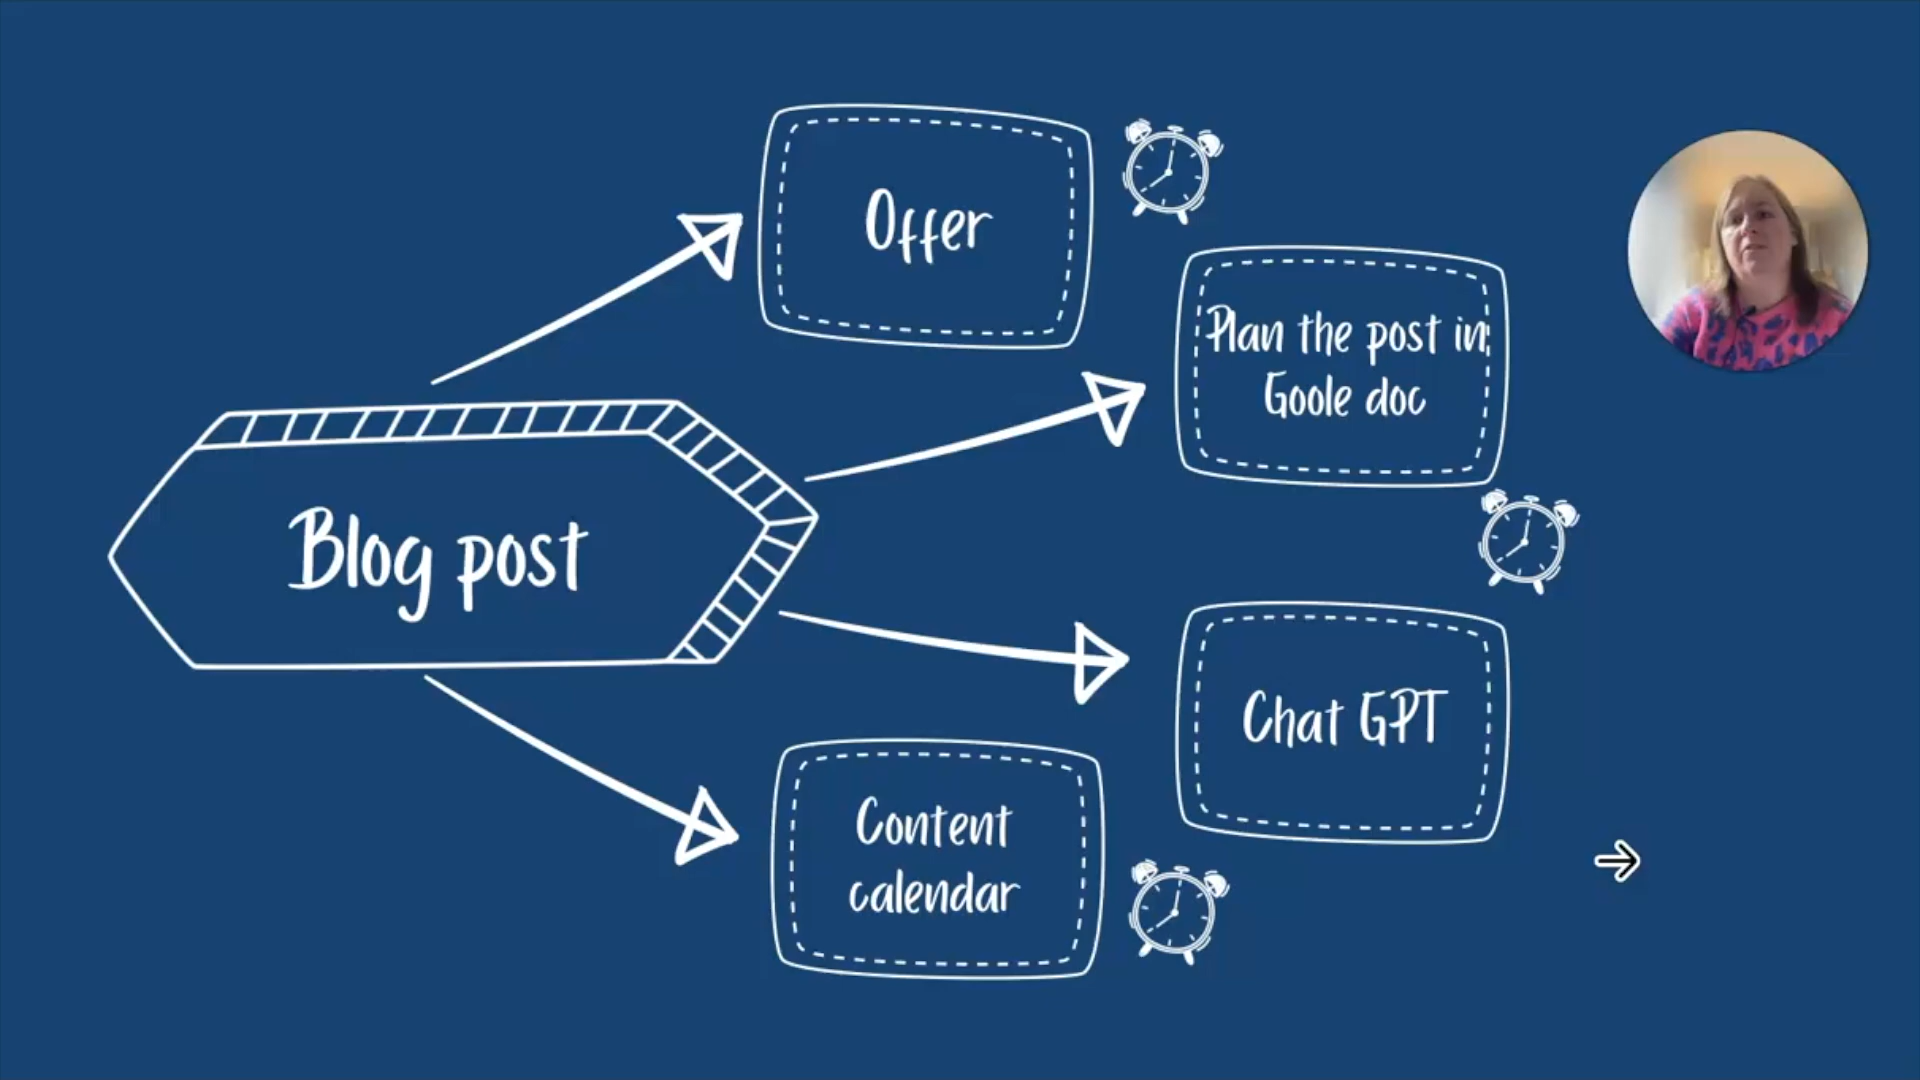 Offer
Plan the post in
Goole doc
Blog post
Chat GPT
Content
calendar